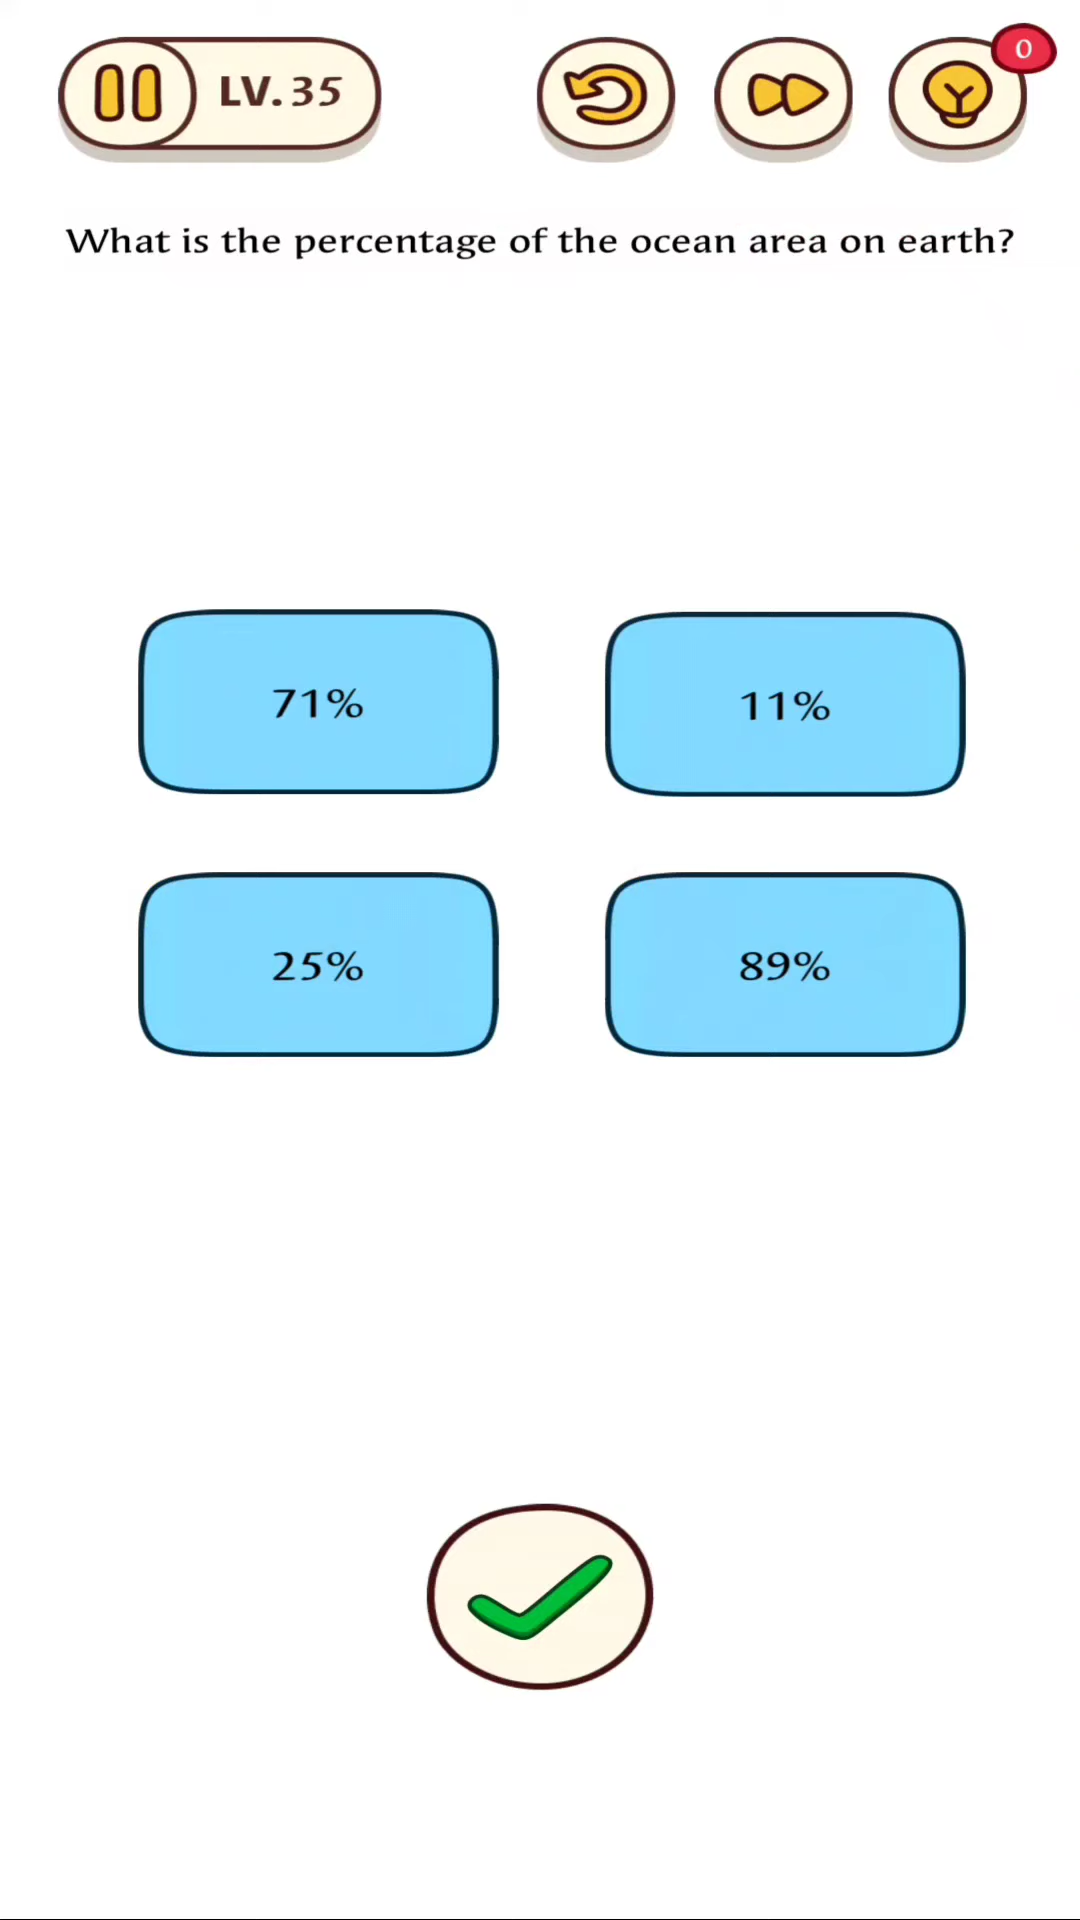 LV. 35
0
What is the percentage of the ocean area on earth?
71%
11%
25%
89%